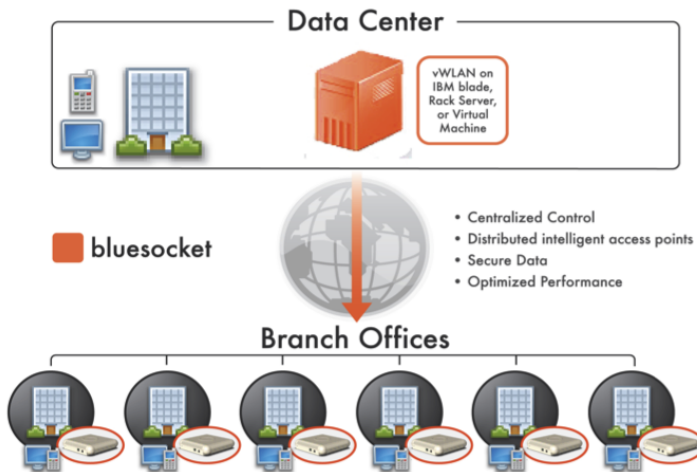 Data Center
vWLAN on
IBM blade,
Rack Server,
or Virtual
Machine
bluesocket
• Centralized Control
• Distributed intelligent access points
• Secure Data
• Optimized Performance
Branch Offices